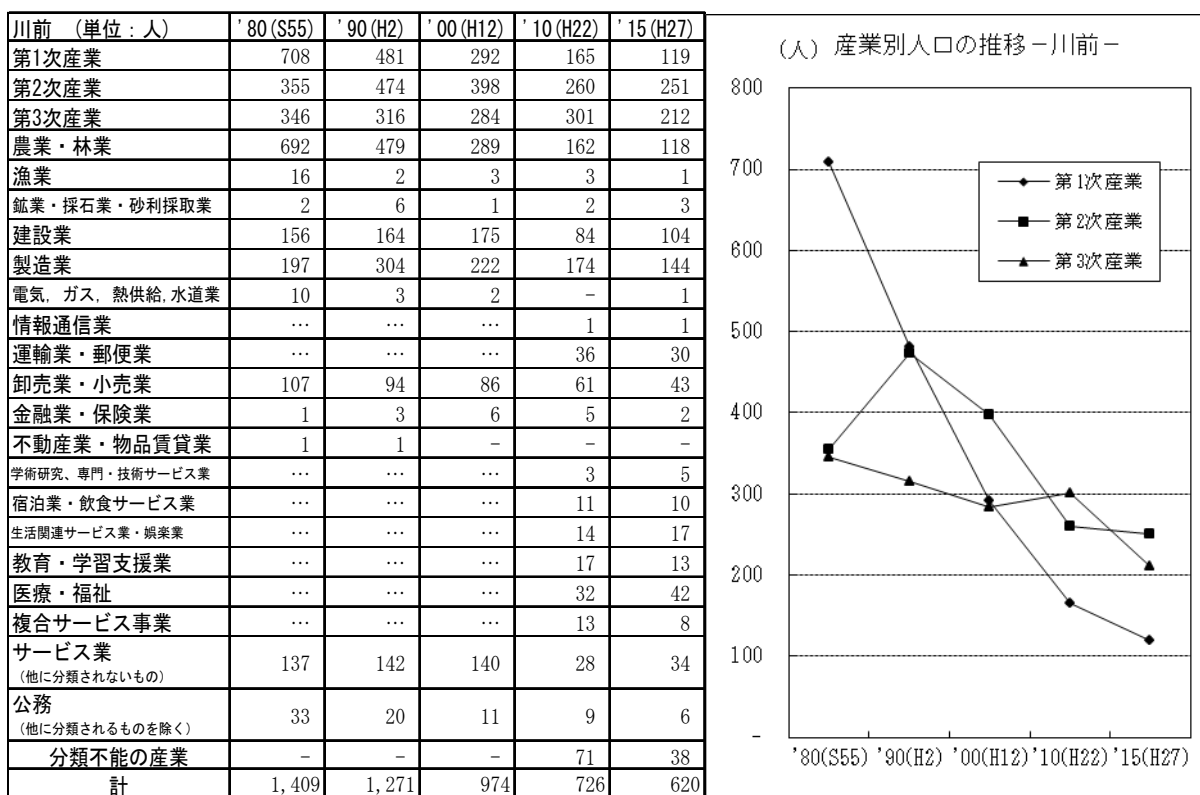 川前　(単位：人) '80(S55) '90(H2) '00(H12) '10(H22) '15(H27)
第1次産業 708 481 292 165 119
第2次産業 355 474 398 260 251
第3次産業 346 316 284 301 212
農業・林業 692 479 289 162 118
漁業 16 2 3 3 1
鉱業・採石業・砂利採取業 2 6 1 2 3
建設業 156 164 175 84 104
製造業 197 304 222 174 144
電気, ガス, 熱供給,水道業 10 3 2 － 1
情報通信業 … … … 1 1
運輸業・郵便業 … … … 36 30
卸売業・小売業 107 94 86 61 43
金融業・保険業 1 3 6 5 2
不動産業・物品賃貸業 1 1 － － －
学術研究、専門・技術サービス業 … … … 3 5
宿泊業・飲食サービス業 … … … 11 10
生活関連サービス業・娯楽業 … … … 14 17
教育・学習支援業 … … … 17 13
医療・福祉 … … … 32 42
複合サービス事業 … … … 13 8
サービス業
(他に分類されないもの) 137 142 140 28 34
公務
(他に分類されるものを除く) 33 20 11 9 6
分類不能の産業 － － － 71 38
計 1,409 1,271 974 726 620
(人) 産業別人口の推移－川前－
800
700
600
500
400
300
200
100
－
第1次産業
第2次産業
第3次産業
'80(S55) '90(H2) '00(H12) '10(H22) '15(H27)